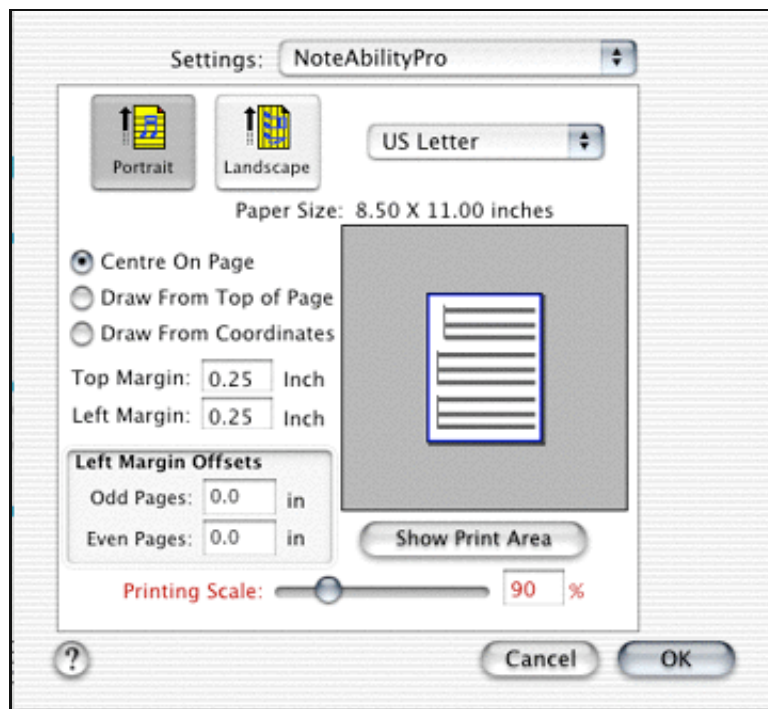 Settings: NoteAbilityPro
Portrait
Landscape
US Letter
Paper Size: 8.50 X 11.00 inches
Centre On Page
Draw From Top of Page
Draw From Coordinates
Top Margin: 0.25 Inch
Left Margin: 0.25 Inch
Left Margin Offsets
Odd Pages: 0.0 in
Even Pages: 0.0 in
Show Print Area
Printing Scale: 90 %
? Cancel OK